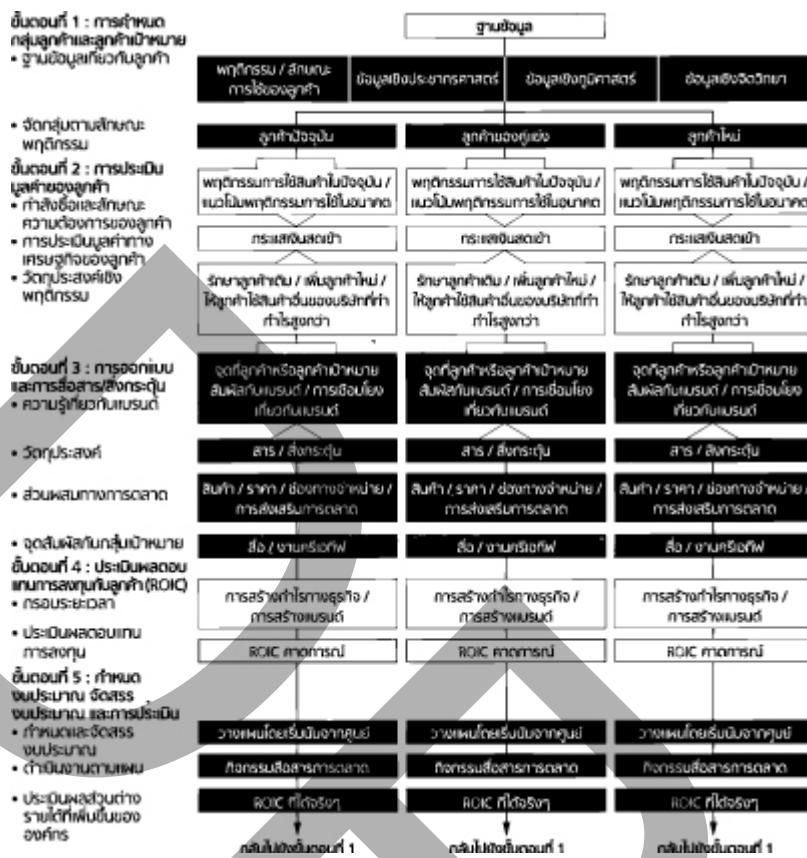 ขั้นตอนที่ 1 : การกำหนด
กลุ่มลูกค้าและลูกค้าเป้าหมาย
• ฐานข้อมูลเกี่ยวกับลูกค้า
ฐานข้อมูล
พฤติกรรม / ลักษณะ
การใช้ของลูกค้า
ข้อมูลเชิงประชากรศาสตร์
ข้อมูลเชิงภูมิศาสตร์
ข้อมูลเชิงจิตวิทยา
• จัดกลุ่มตามลักษณะ
พฤติกรรม
ลูกค้าปัจจุบัน
ลูกค้าของคู่แข่ง
ลูกค้าใหม่
ขั้นตอนที่ 2 : การประเมิน
มูลค่าของลูกค้า
• กำลังซื้อและลักษณะ
ความต้องการของลูกค้า
• การประเมินมูลค่าทาง
เศรษฐกิจของลูกค้า
• วัตถุประสงค์เชิง
พฤติกรรม
พฤติกรรมการใช้สินค้าในปัจจุบัน /
แนวโน้มพฤติกรรมการใช้ในอนาคต
พฤติกรรมการใช้สินค้าในปัจจุบัน /
แนวโน้มพฤติกรรมการใช้ในอนาคต
พฤติกรรมการใช้สินค้าในปัจจุบัน /
แนวโน้มพฤติกรรมการใช้ในอนาคต
กระแสเงินสดเข้า
กระแสเงินสดเข้า
กระแสเงินสดเข้า
รักษาลูกค้าเดิม / เพิ่มลูกค้าใหม่ /
ให้ลูกค้าใช้สินค้าอื่นของบริษัทที่ทำ
กำไรสูงกว่า
รักษาลูกค้าเดิม / เพิ่มลูกค้าใหม่ /
ให้ลูกค้าใช้สินค้าอื่นของบริษัทที่ทำ
กำไรสูงกว่า
รักษาลูกค้าเดิม / เพิ่มลูกค้าใหม่ /
ให้ลูกค้าใช้สินค้าอื่นของบริษัทที่ทำ
กำไรสูงกว่า
ขั้นตอนที่ 3 : การออกแบบ
และการสื่อสาร/สิ่งกระตุ้น
• ความรู้เกี่ยวกับแบรนด์
จุดที่ลูกค้าหรือลูกค้าเป้าหมาย
สัมผัสกับแบรนด์ / การเชื่อมโยง
เกี่ยวกับแบรนด์
จุดที่ลูกค้าหรือลูกค้าเป้าหมาย
สัมผัสกับแบรนด์ / การเชื่อมโยง
เกี่ยวกับแบรนด์
จุดที่ลูกค้าหรือลูกค้าเป้าหมาย
สัมผัสกับแบรนด์ / การเชื่อมโยง
เกี่ยวกับแบรนด์
• วัตถุประสงค์
สาร / สิ่งกระตุ้น
สาร / สิ่งกระตุ้น
สาร / สิ่งกระตุ้น
• ส่วนผสมทางการตลาด
สินค้า / ราคา / ช่องทางจำหน่าย /
การส่งเสริมการตลาด
สินค้า / ราคา / ช่องทางจำหน่าย /
การส่งเสริมการตลาด
สินค้า / ราคา / ช่องทางจำหน่าย /
การส่งเสริมการตลาด
• จุดสัมผัสกับกลุ่มเป้าหมาย
สื่อ / งานครีเอทีฟ
สื่อ / งานครีเอทีฟ
สื่อ / งานครีเอทีฟ
ขั้นตอนที่ 4 : ประเมินผลตอบ
แทนการลงทุนกับลูกค้า (ROIC)
• กรอบระยะเวลา
การสร้างกำไรทางธุรกิจ /
การสร้างแบรนด์
การสร้างกำไรทางธุรกิจ /
การสร้างแบรนด์
การสร้างกำไรทางธุรกิจ /
การสร้างแบรนด์
• ประเมินผลตอบแทน
การลงทุน
ROIC คาดการณ์
ROIC คาดการณ์
ROIC คาดการณ์
ขั้นตอนที่ 5 : กำหนด
งบประมาณ จัดสรร
งบประมาณ และการประเมิน
• กำหนดและจัดสรร
งบประมาณ
วางแผนโดยเริ่มนับจากศูนย์
วางแผนโดยเริ่มนับจากศูนย์
วางแผนโดยเริ่มนับจากศูนย์
• ดำเนินงานตามแผน
กิจกรรมสื่อสารการตลาด
กิจกรรมสื่อสารการตลาด
กิจกรรมสื่อสารการตลาด
• ประเมินผลส่วนต่าง
รายได้ที่เพิ่มขึ้นของ
องค์กร
ROIC ที่ได้จริงๆ
ROIC ที่ได้จริงๆ
ROIC ที่ได้จริงๆ
กลับไปยังขั้นตอนที่ 1
กลับไปยังขั้นตอนที่ 1
กลับไปยังขั้นตอนที่ 1